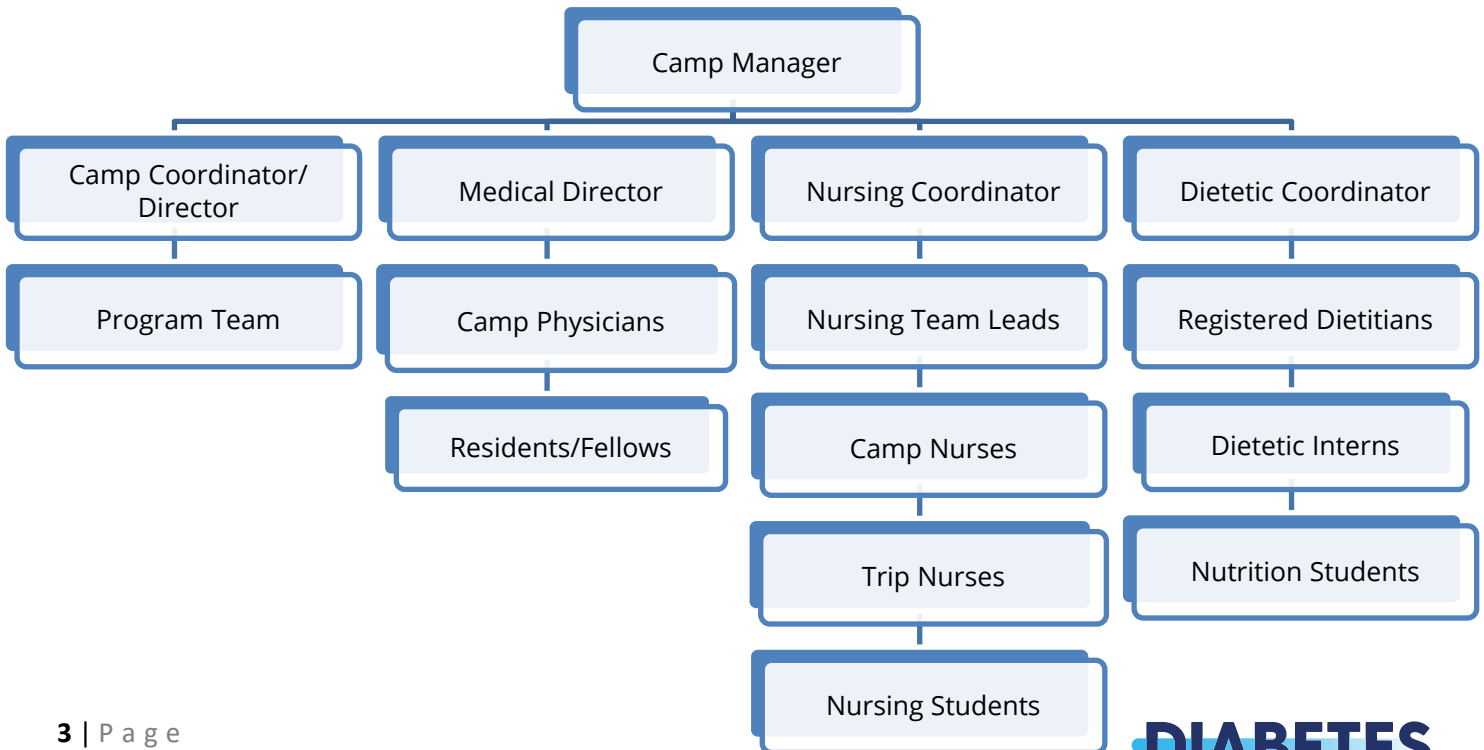 Camp Manager
Camp Coordinator/
Director
Medical Director
Nursing Coordinator
Dietetic Coordinator
Program Team
Camp Physicians
Nursing Team Leads
Registered Dietitians
Residents/Fellows
Camp Nurses
Dietetic Interns
Trip Nurses
Nutrition Students
Nursing Students
3 | P a g e
DIABETES